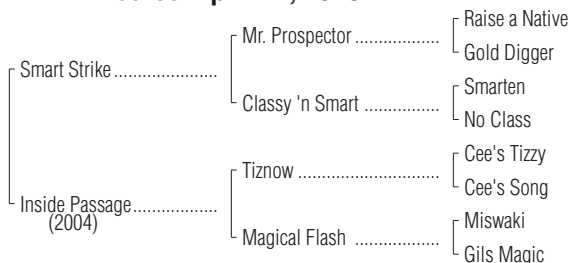 Raise a Native
Mr. Prospector ..................
Gold Digger
Smart Strike ......................
Smarten
Classy 'n Smart ................
No Class
Cee's Tizzy
Tiznow ..............................
Cee's Song
Inside Passage..................
(2004)
Miswaki
Magical Flash ..................
Gils Magic